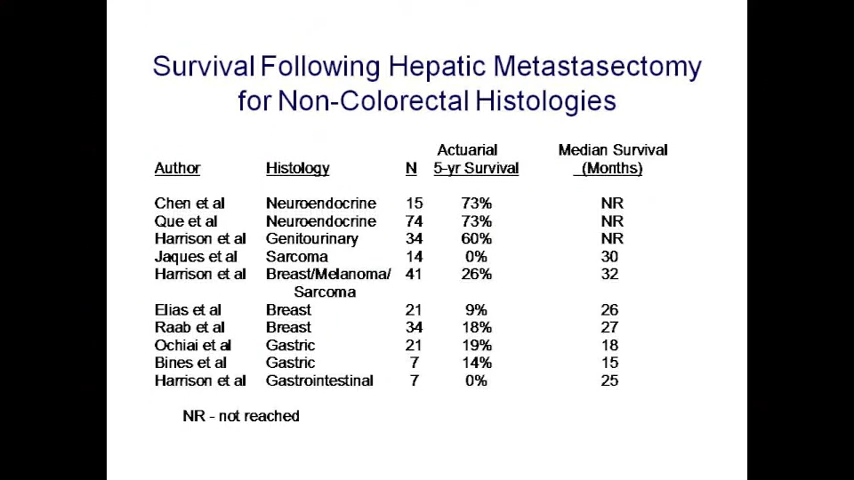 Survival Following Hepatic Metastasectomy
for Non-Colorectal Histologies
Actuarial Median Survival
Author Histology N 5-yr Survival (Months)
Chen et al Neuroendocrine 15 73% NR
Que et al Neuroendocrine 74 73% NR
Harrison et al Genitourinary 34 60% NR
Jaques et al Sarcoma 14 0% 30
Harrison et al Breast/Melanoma/ 41 26% 32
Sarcoma
Elias et al Breast 21 9% 26
Raab et al Breast 34 18% 27
Ochiai et al Gastric 21 19% 18
Bines et al Gastric 7 14% 15
Harrison et al Gastrointestinal 7 0% 25
NR - not reached